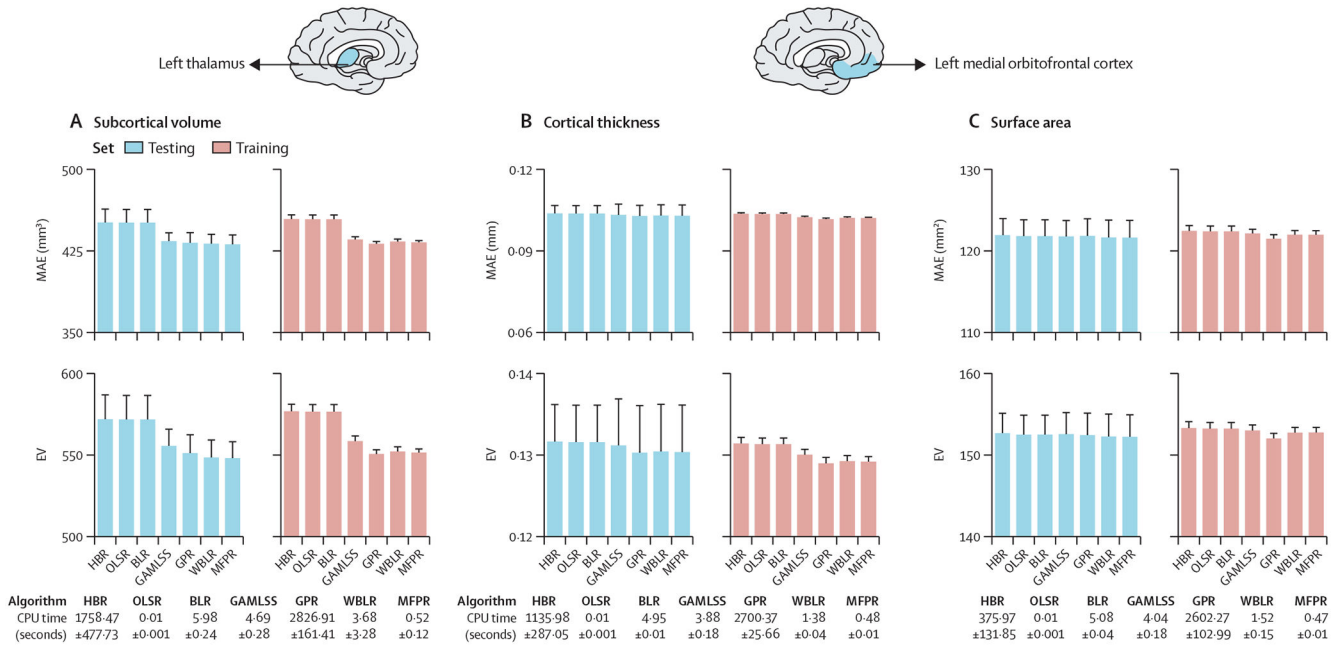 Left thalamus
Left medial orbitofrontal cortex
A Subcortical volume
Set Testing Training
500
425
350
MAE (mm³)
600
550
500
EV
HBR
OLSR
BLR
GAMLSS
GPR
WBLR
MFPR
HBR
OLSR
BLR
GAMLSS
GPR
WBLR
MFPR
B Cortical thickness
0·12
0·09
0·06
MAE (mm)
0·14
0·13
0·12
EV
HBR
OLSR
BLR
GAMLSS
GPR
WBLR
MFPR
HBR
OLSR
BLR
GAMLSS
GPR
WBLR
MFPR
C Surface area
130
120
110
MAE (mm²)
160
150
140
EV
HBR
OLSR
BLR
GAMLSS
GPR
WBLR
MFPR
HBR
OLSR
BLR
GAMLSS
GPR
WBLR
MFPR
Algorithm HBR OLSR BLR GAMLSS GPR WBLR MFPR
CPU time 1758·47 0·01 5·98 4·69 2826·91 3·68 0·52
(seconds) ±477·73 ±0·001 ±0·24 ±0·28 ±161·41 ±3·28 ±0·12
Algorithm HBR OLSR BLR GAMLSS GPR WBLR MFPR
CPU time 1135·98 0·01 4·95 3·88 2700·37 1·38 0·48
(seconds) ±287·05 ±0·001 ±0·01 ±0·18 ±25·66 ±0·04 ±0·01
HBR OLSR BLR GAMLSS GPR WBLR MFPR
375·97 0·01 5·08 4·04 2602·27 1·52 0·47
±131·85 ±0·001 ±0·04 ±0·18 ±102·99 ±0·15 ±0·01